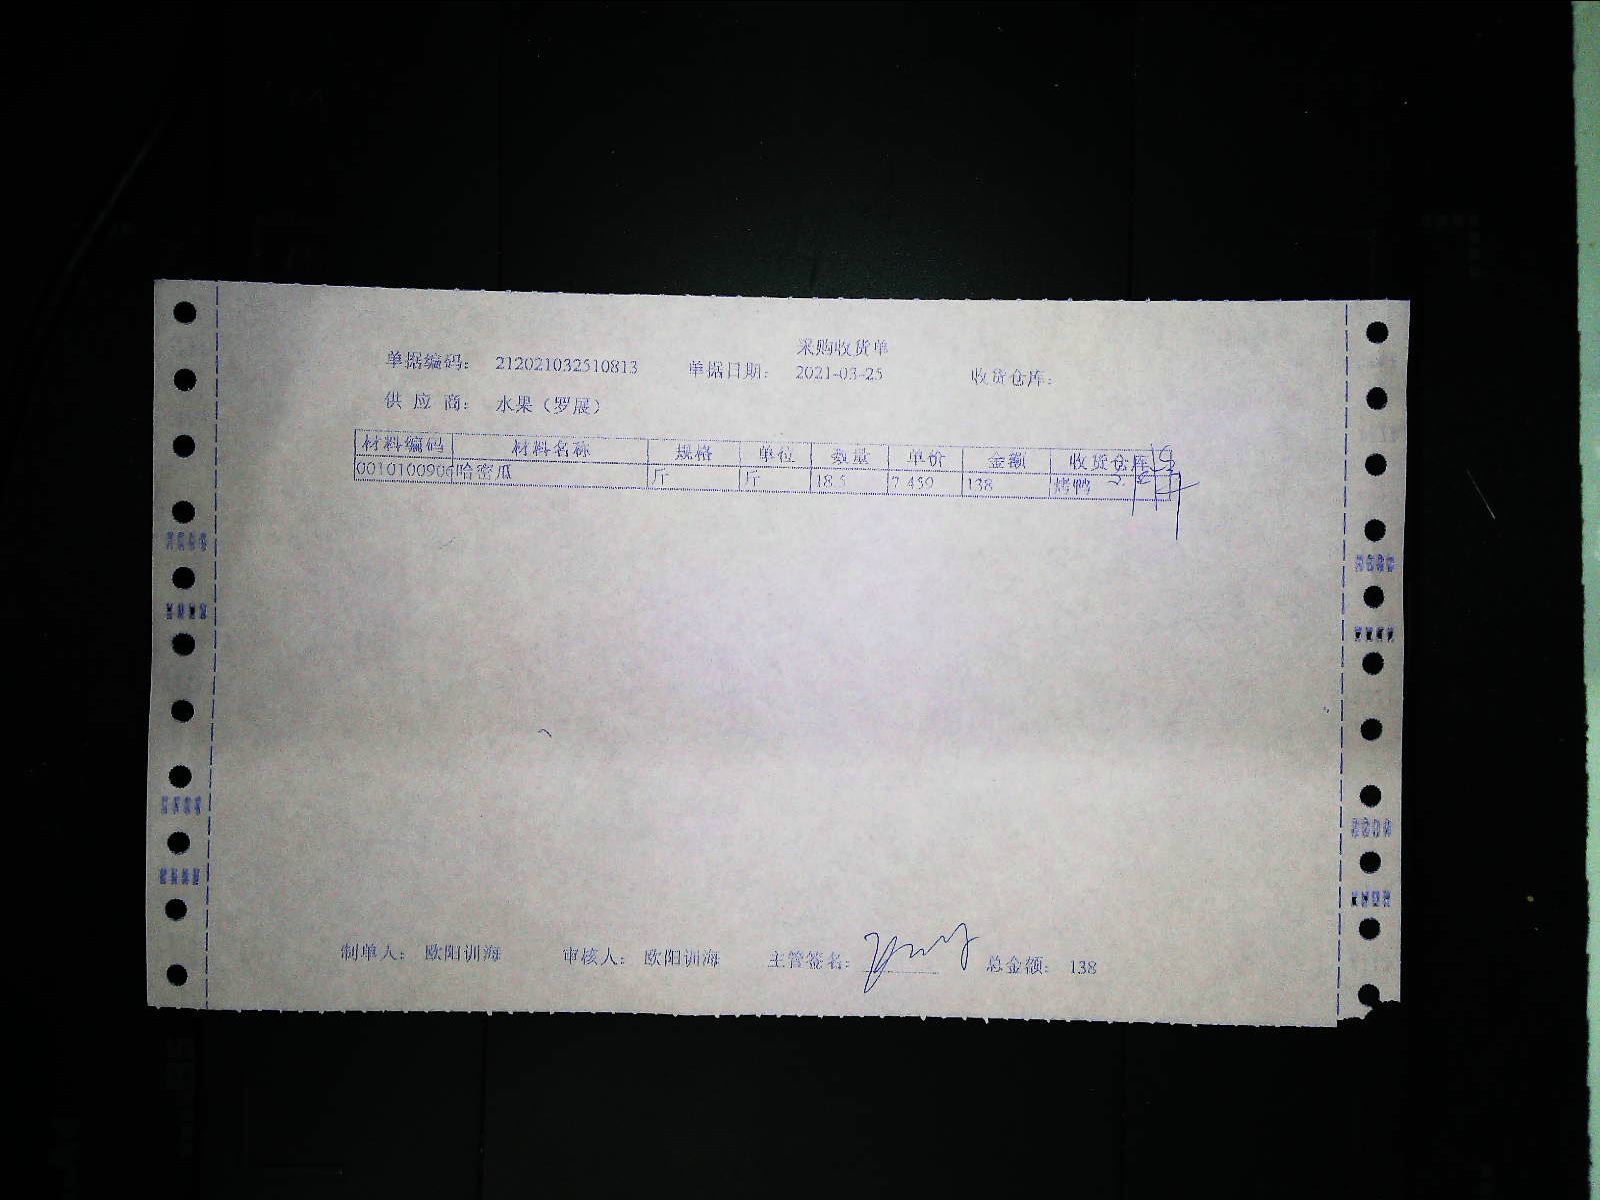 采购收货单
单据编码： 212021032510813 单据日期： 2021-03-25 收货仓库：
供 应 商： 水果（罗展）
材料编码 材料名称 规格 单位 数量 单价 金额 收货仓库
0010100906 哈密瓜 斤 斤 18.5 7.459 138 烤鸭
制单人： 欧阳训海 审核人： 欧阳训海 主管签名： 总金额： 138